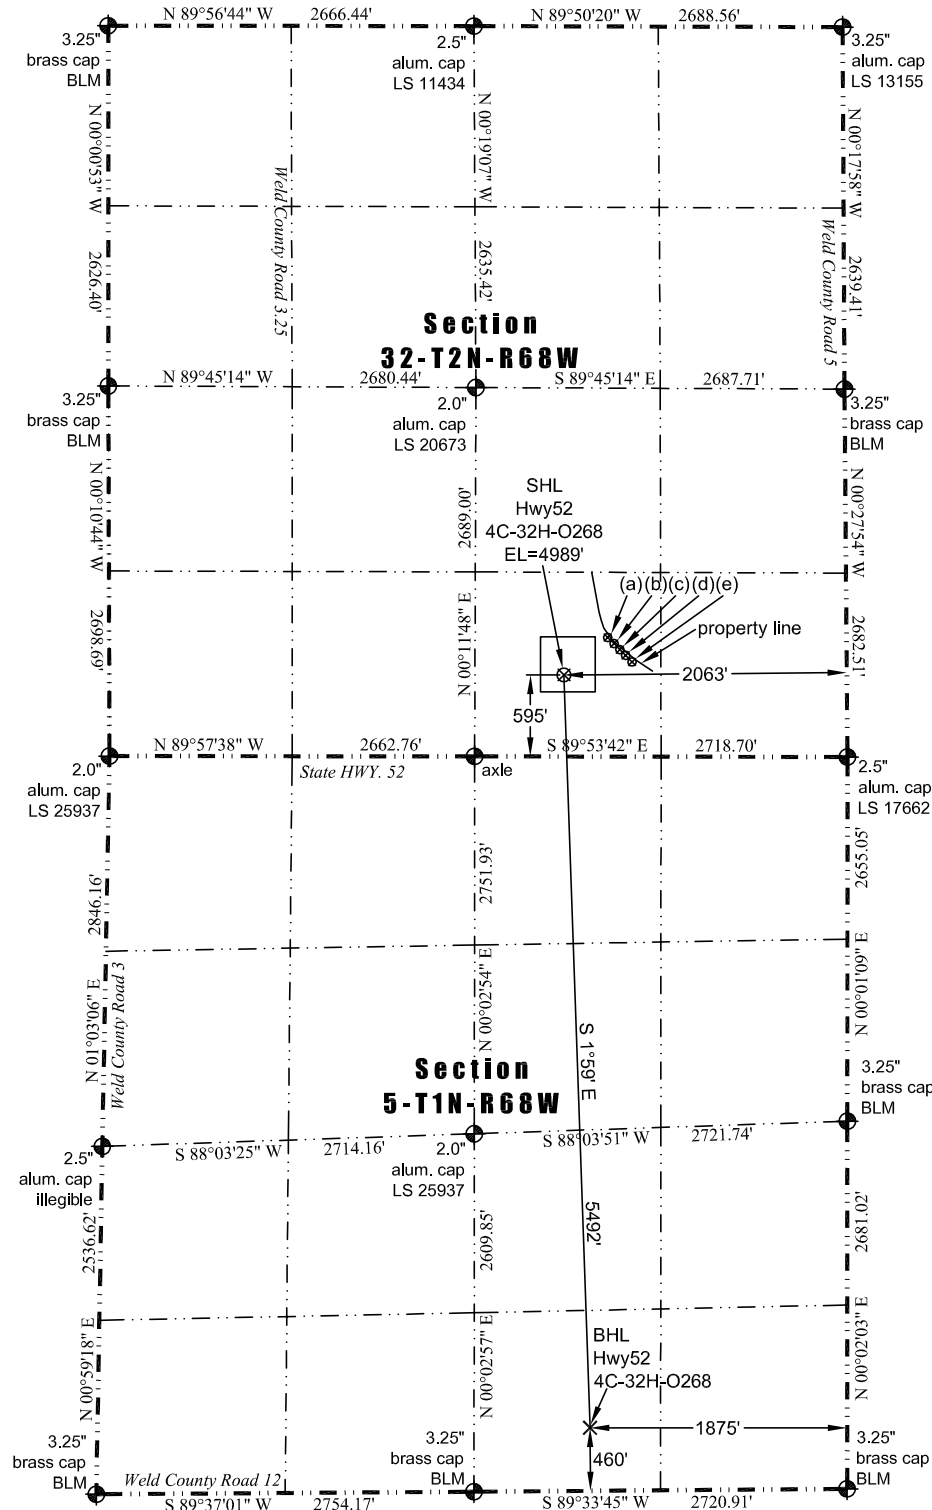 N 89°56'44" W 2666.44'
N 89°50'20" W 2688.56'
3.25"
brass cap
BLM
2.5"
alum. cap
LS 11434
3.25"
alum. cap
LS 13155
N 00°00'53" W
2626.40'
Weld County Road 3.25
N 00°19'07" W
2635.42'
N 00°17'58" W
2639.41'
Weld County Road 5
Section
32-T2N-R68W
N 89°45'14" W 2680.44'
S 89°45'14" E 2687.71'
3.25"
brass cap
BLM
2.0"
alum. cap
LS 20673
3.25"
brass cap
BLM
N 00°10'44" W
2698.69'
2689.00'
N 00°11'48" E
N 00°27'54" W
2682.51'
SHL
Hwy52
4C-32H-O268
EL=4989'
(a)(b)(c)(d)(e)
property line
2063'
595'
N 89°57'38" W 2662.76'
S 89°53'42" E 2718.70'
State HWY. 52
axle
2.0"
alum. cap
LS 25937
2.5"
alum. cap
LS 17662
2846.16'
N 01°03'06" E
Weld County Road 3
2751.93'
N 00°02'54" E
2655.05'
N 00°01'09" E
S 1°59' E
5492'
Section
5-T1N-R68W
3.25"
brass cap
BLM
S 88°03'25" W 2714.16'
S 88°03'51" W 2721.74'
2.5"
alum. cap
illegible
2.0"
alum. cap
LS 25937
2536.62'
N 00°59'18" E
2609.85'
N 00°02'57" E
2681.02'
N 00°02'03" E
BHL
Hwy52
4C-32H-O268
1875'
460'
3.25"
brass cap
BLM
3.25"
brass cap
BLM
3.25"
brass cap
BLM
Weld County Road 12
S 89°37'01" W 2754.17'
S 89°33'45" W 2720.91'